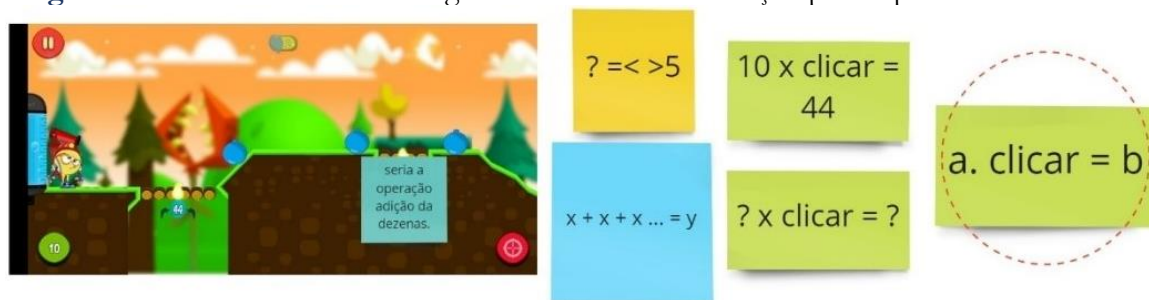 44
10
seria a
operação
adição da
dezenas.
? =< >5
x + x + x ... = y
10 x clicar =
44
? x clicar = ?
a. clicar = b